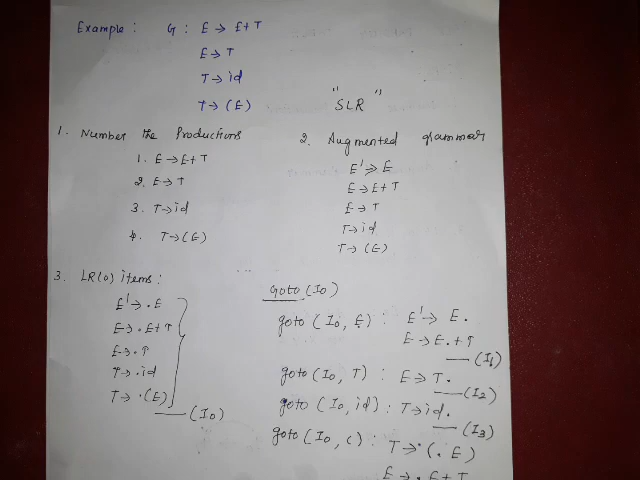 Example : G : E → E+T
E → T
T → id
T → (E)
"SLR"
1. Number the Productions
1. E → E+T
2. E → T
3. T → id
4. T → (E)
2. Augmented grammar
E' → E
E → E+T
E → T
T → id
T → (E)
3. LR(0) items :
E' → .E
E → .E+T
E → .T
T → .id
T → .(E)
—(I0)
Goto (I0)
goto (I0, E) : E' → E.
E → E.+T
—(I1)
goto (I0, T) : E → T.
—(I2)
goto (I0, id) : T → id.
—(I3)
goto (I0, () : T → (.E)
E → .E+T